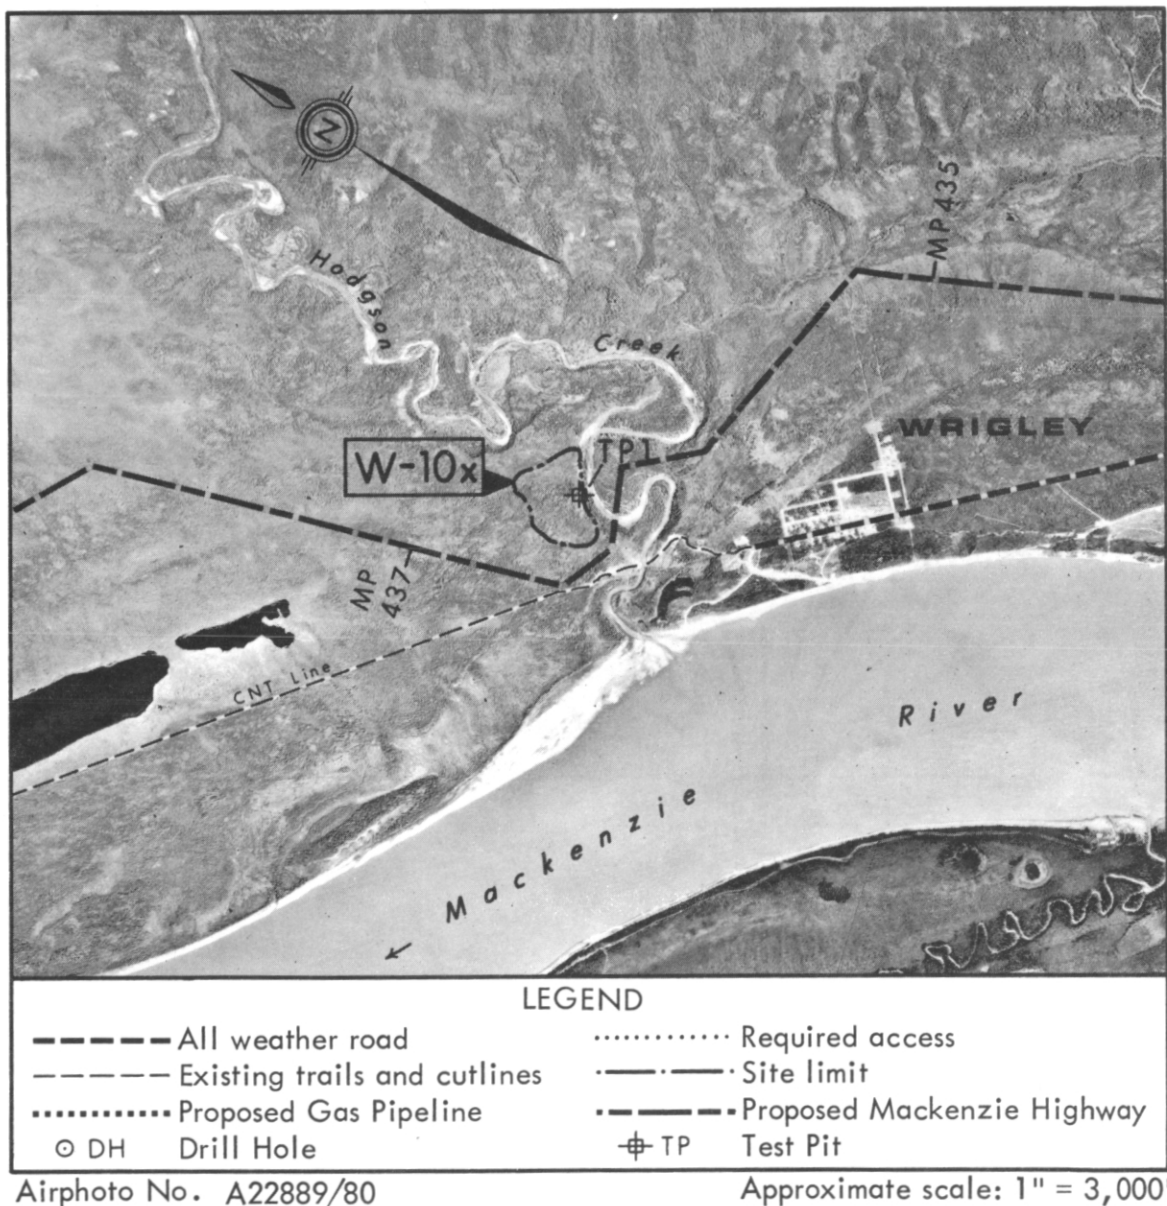 N
MP 435
Hodgson
Creek
WRIGLEY
TP1
W-10x
MP
437
CNT Line
River
Mackenzie
LEGEND
All weather road
Required access
Existing trails and cutlines
Site limit
Proposed Gas Pipeline
Proposed Mackenzie Highway
DH Drill Hole
TP Test Pit
Airphoto No. A22889/80
Approximate scale: 1" = 3,000'